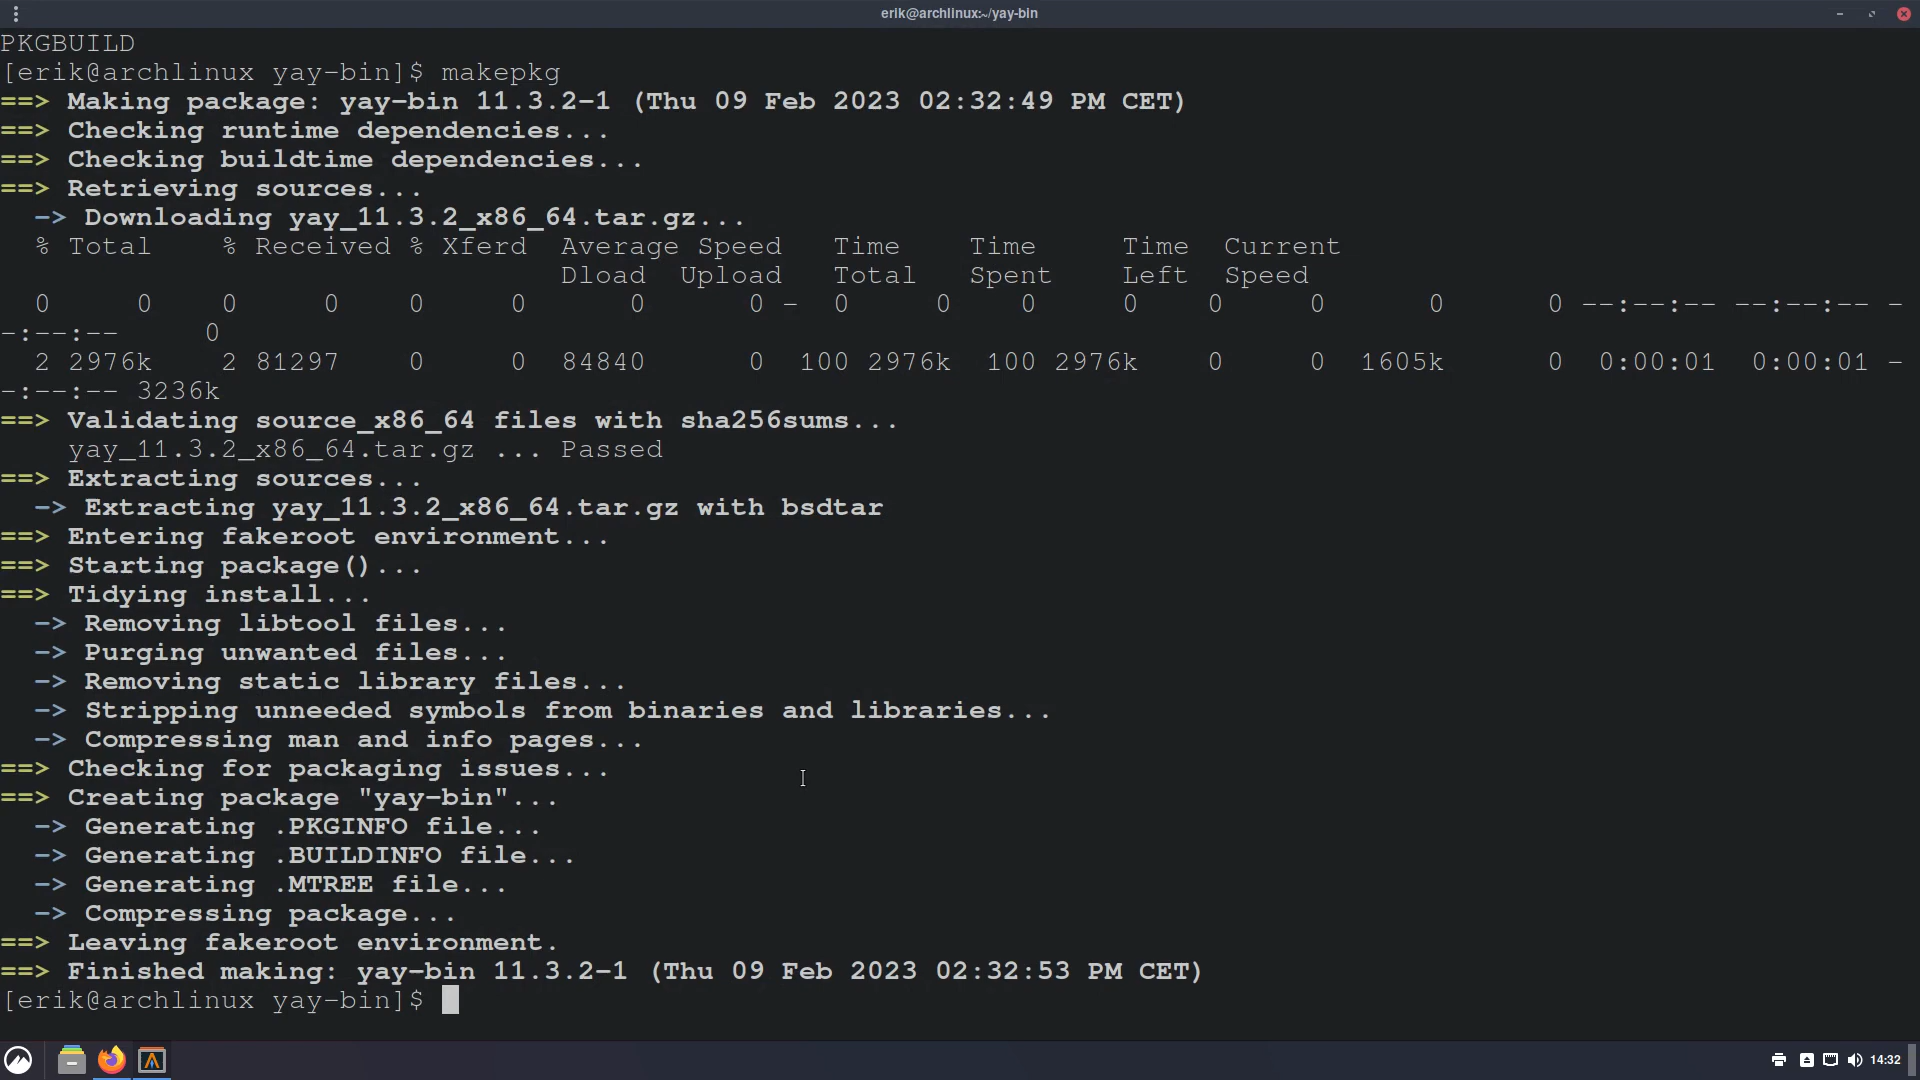 erik@archlinux:~/yay-bin
PKGBUILD
[erik@archlinux yay-bin]$ makepkg
==> Making package: yay-bin 11.3.2-1 (Thu 09 Feb 2023 02:32:49 PM CET)
==> Checking runtime dependencies...
==> Checking buildtime dependencies...
==> Retrieving sources...
  -> Downloading yay_11.3.2_x86_64.tar.gz...
  % Total    % Received % Xferd  Average Speed   Time    Time     Time  Current
                                 Dload  Upload   Total   Spent    Left  Speed
  0     0    0     0    0     0      0      0 -  0     0    0     0    0     0      0      0 --:--:-- --:--:-- -
-:--:--     0
  2 2976k    2 81297    0     0  84840      0  100 2976k  100 2976k    0     0  1605k      0  0:00:01  0:00:01 -
-:--:-- 3236k
==> Validating source_x86_64 files with sha256sums...
    yay_11.3.2_x86_64.tar.gz ... Passed
==> Extracting sources...
  -> Extracting yay_11.3.2_x86_64.tar.gz with bsdtar
==> Entering fakeroot environment...
==> Starting package()...
==> Tidying install...
  -> Removing libtool files...
  -> Purging unwanted files...
  -> Removing static library files...
  -> Stripping unneeded symbols from binaries and libraries...
  -> Compressing man and info pages...
==> Checking for packaging issues...
==> Creating package "yay-bin"...
  -> Generating .PKGINFO file...
  -> Generating .BUILDINFO file...
  -> Generating .MTREE file...
  -> Compressing package...
==> Leaving fakeroot environment.
==> Finished making: yay-bin 11.3.2-1 (Thu 09 Feb 2023 02:32:53 PM CET)
[erik@archlinux yay-bin]$
14:32